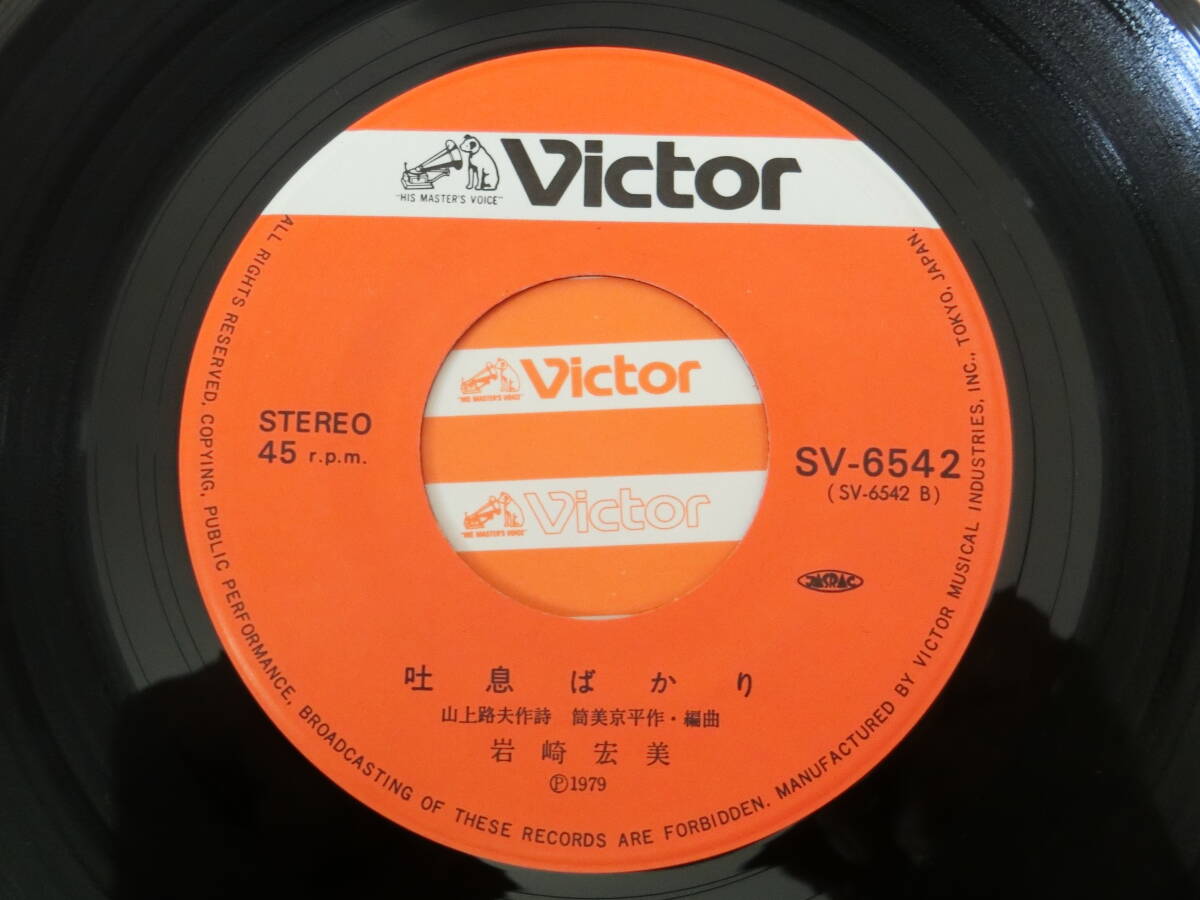 "HIS MASTER'S VOICE"
Victor
"HIS MASTER'S VOICE"
Victor
"HIS MASTER'S VOICE"
Victor
STEREO
45 r.p.m.
SV-6542
(SV-6542 B)
JASRAC
吐息ばかり
山上路夫作詩 筒美京平作・編曲
岩崎宏美
Ⓟ1979
ALL RIGHTS RESERVED, COPYING, PUBLIC PERFORMANCE, BROADCASTING OF THESE RECORDS ARE FORBIDDEN. MANUFACTURED BY VICTOR MUSICAL INDUSTRIES, INC., TOKYO, JAPAN.